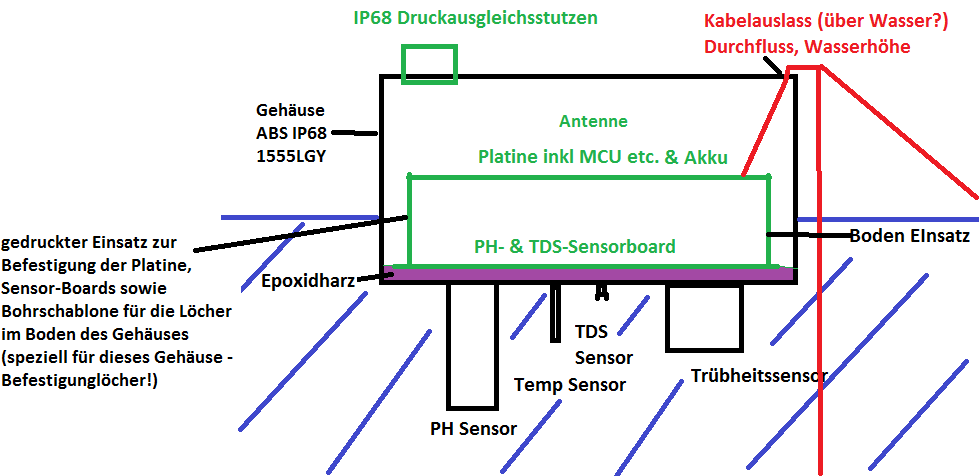 IP68 Druckausgleichsstutzen
Kabelauslass (über Wasser?)
Durchfluss, Wasserhöhe
Gehäuse
ABS IP68
1555LGY
Antenne
Platine inkl MCU etc. & Akku
gedruckter Einsatz zur
Befestigung der Platine,
Sensor-Boards sowie
Bohrschablone für die Löcher
im Boden des Gehäuses
(speziell für dieses Gehäuse -
Befestigunglöcher!)
PH- & TDS-Sensorboard
Boden EInsatz
Epoxidharz
TDS
Sensor
Temp Sensor
Trübheitssensor
PH Sensor